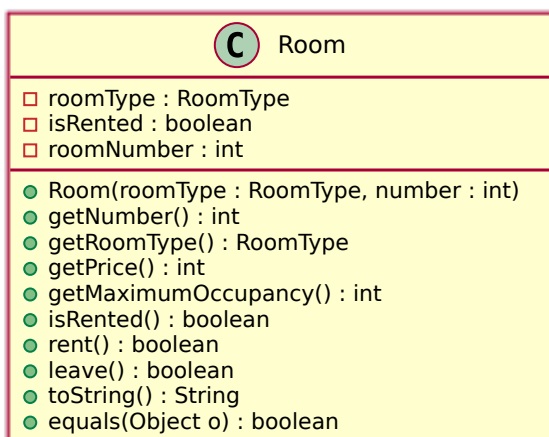 C Room
roomType : RoomType
isRented : boolean
roomNumber : int
Room(roomType : RoomType, number : int)
getNumber() : int
getRoomType() : RoomType
getPrice() : int
getMaximumOccupancy() : int
isRented() : boolean
rent() : boolean
leave() : boolean
toString() : String
equals(Object o) : boolean